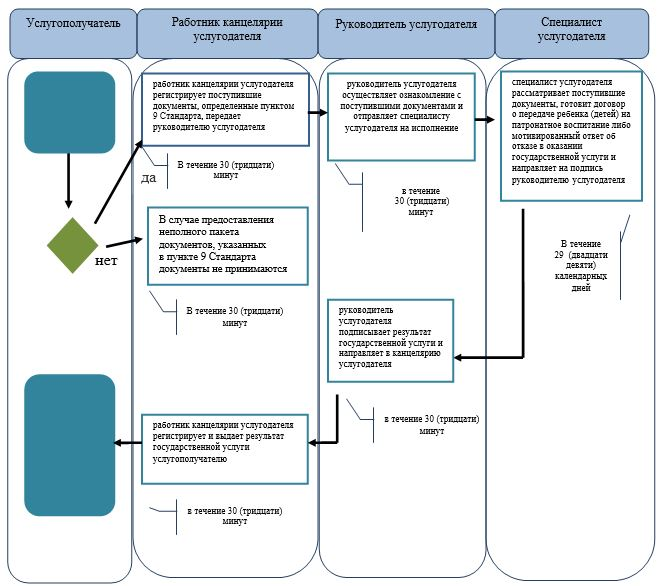 Услугополучатель
Работник канцелярии
услугодателя
Руководитель услугодателя
Специалист
услугодателя
работник канцелярии услугодателя
регистрирует поступившие
документы, определенные пунктом
9 Стандарта, передает
руководителю услугодателя
руководитель услугодателя
осуществляет ознакомление с
поступившими документами и
отправляет специалисту
услугодателя на исполнение
специалист услугодателя
рассматривает поступившие
документы, готовит договор
о передаче ребенка (детей) на
патронатное воспитание либо
мотивированный ответ об
отказе в оказании
государственной услуги и
направляет на подпись
руководителю услугодателя
да
В течение 30 (тридцати)
минут
в течение
30 (тридцати)
минут
нет
В случае предоставления
неполного пакета
документов, указанных
в пункте 9 Стандарта
документы не принимаются
В течение
29 (двадцати
девяти)
календарных
дней
В течение 30 (тридцати)
минут
руководитель
услугодателя
подписывает результат
государственной услуги и
направляет в канцелярию
услугодателя
в течение 30 (тридцати)
минут
работник канцелярии услугодателя
регистрирует и выдает результат
государственной услуги
услугополучателю
в течение 30 (тридцати)
минут